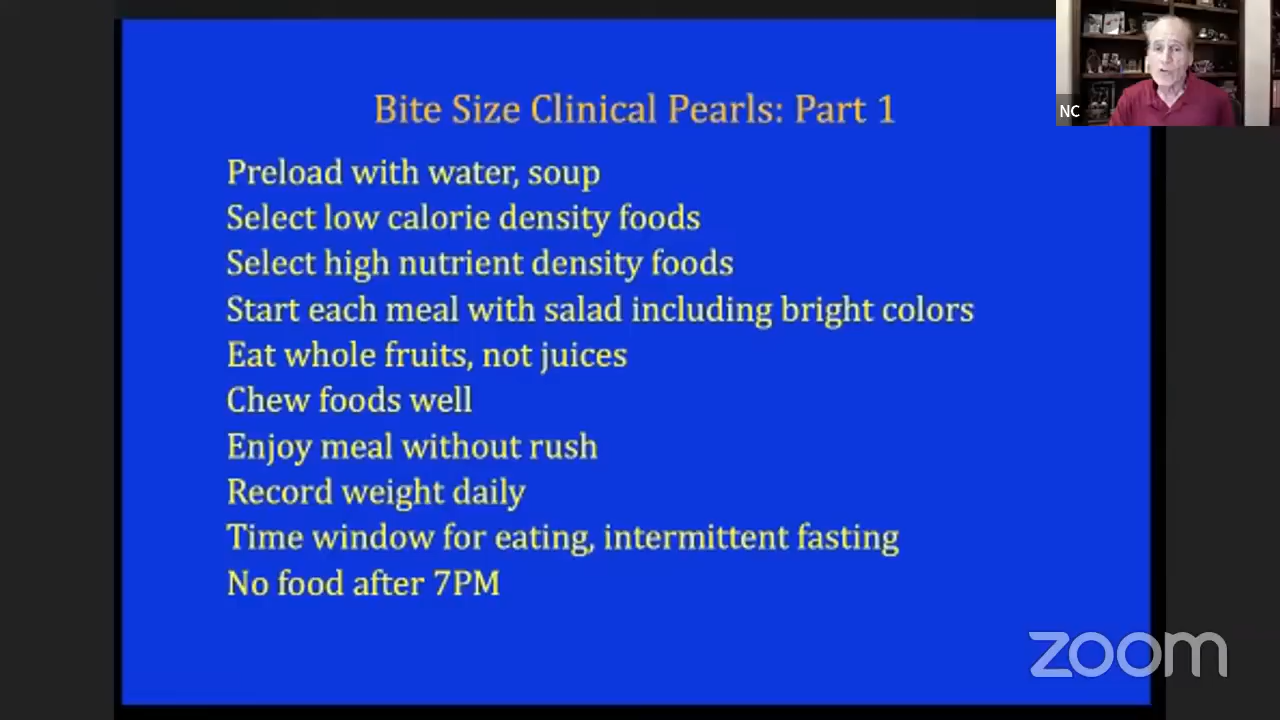 Bite Size Clinical Pearls: Part 1
NC
Preload with water, soup
Select low calorie density foods
Select high nutrient density foods
Start each meal with salad including bright colors
Eat whole fruits, not juices
Chew foods well
Enjoy meal without rush
Record weight daily
Time window for eating, intermittent fasting
No food after 7PM
zoom